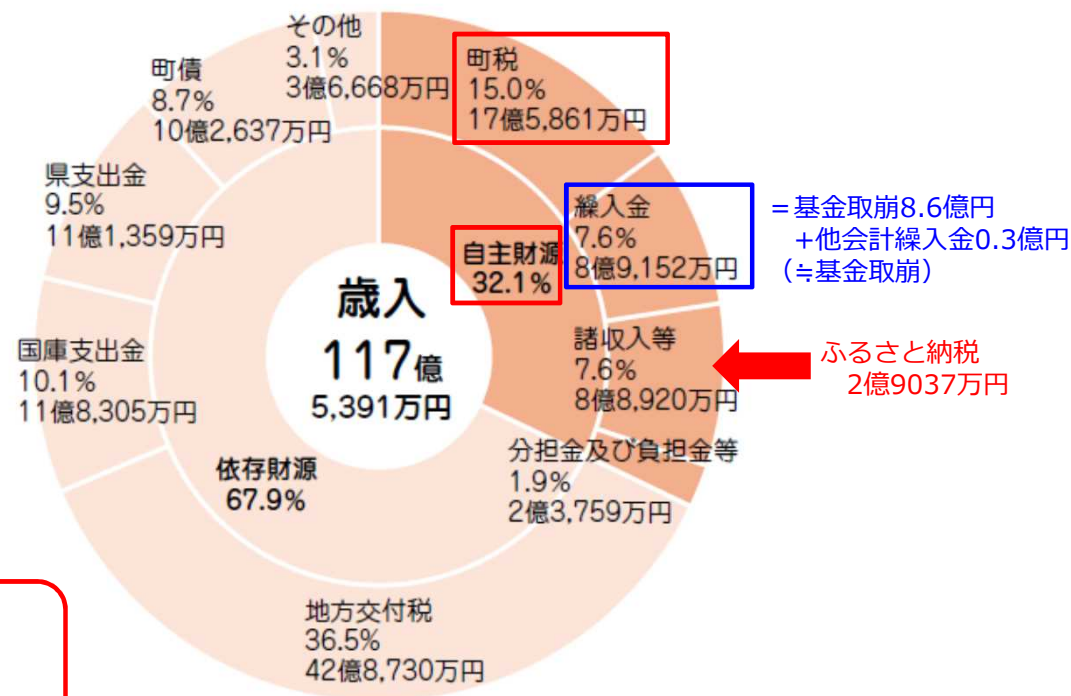 その他
3.1%
3億6,668万円
町債
8.7%
10億2,637万円
県支出金
9.5%
11億1,359万円
国庫支出金
10.1%
11億8,305万円
町税
15.0%
17億5,861万円
繰入金
7.6%
8億9,152万円
=基金取崩8.6億円
+他会計繰入金0.3億円
(≒基金取崩)
自主財源
32.1%
歳入
117億
5,391万円
諸収入等
7.6%
8億8,920万円
ふるさと納税
2億9037万円
分担金及び負担金等
1.9%
2億3,759万円
依存財源
67.9%
地方交付税
36.5%
42億8,730万円